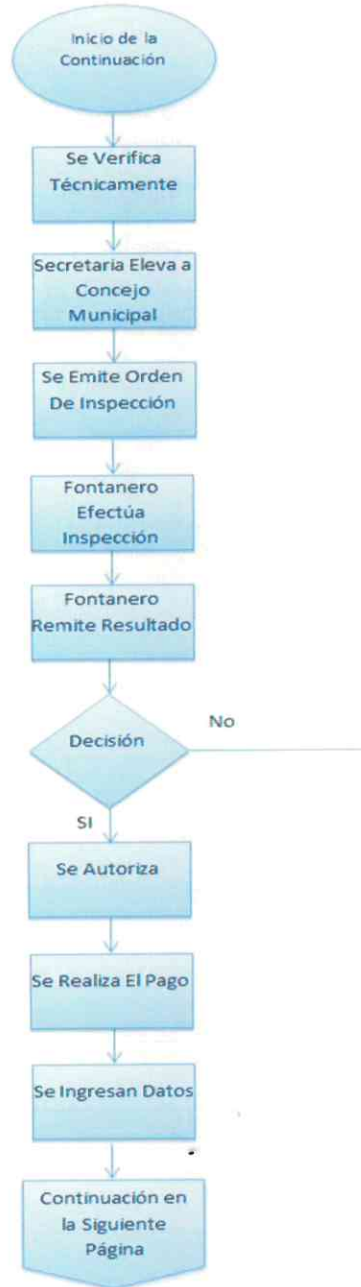 Inicio de la
Continuación
Se Verifica
Técnicamente
Secretaria Eleva a
Concejo
Municipal
Se Emite Orden
De Inspección
Fontanero
Efectúa
Inspección
Fontanero
Remite Resultado
Decisión
No
SI
Se Autoriza
Se Realiza El Pago
Se Ingresan Datos
Continuación en
la Siguiente
Página